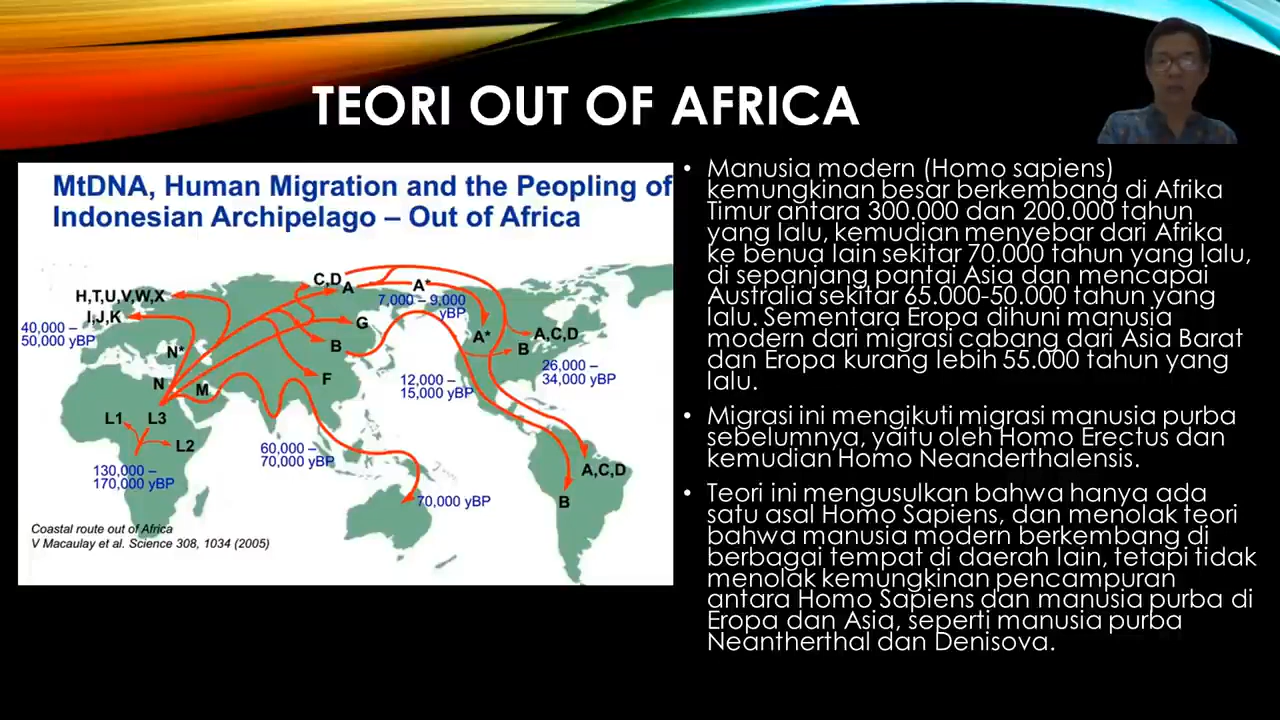 TEORI OUT OF AFRICA
MtDNA, Human Migration and the Peopling of
Indonesian Archipelago – Out of Africa
C,D
A
A*
7,000 – 9,000
yBP
H,T,U,V,W,X
I,J,K
40,000 –
50,000 yBP
G
A*
A,C,D
B
B
N*
26,000 –
34,000 yBP
12,000 –
15,000 yBP
F
N
M
L1
L3
L2
60,000 –
70,000 yBP
130,000 –
170,000 yBP
A,C,D
B
70,000 yBP
Coastal route out of Africa
V Macaulay et al. Science 308, 1034 (2005)
• Manusia modern (Homo sapiens)
kemungkinan besar berkembang di Afrika
Timur antara 300.000 dan 200.000 tahun
yang lalu, kemudian menyebar dari Afrika
ke benua lain sekitar 70.000 tahun yang lalu,
di sepanjang pantai Asia dan mencapai
Australia sekitar 65.000-50.000 tahun yang
lalu. Sementara Eropa dihuni manusia
modern dari migrasi cabang dari Asia Barat
dan Eropa kurang lebih 55.000 tahun yang
lalu.
• Migrasi ini mengikuti migrasi manusia purba
sebelumnya, yaitu oleh Homo Erectus dan
kemudian Homo Neanderthalensis.
• Teori ini mengusulkan bahwa hanya ada
satu asal Homo Sapiens, dan menolak teori
bahwa manusia modern berkembang di
berbagai tempat di daerah lain, tetapi tidak
menolak kemungkinan pencampuran
antara Homo Sapiens dan manusia purba di
Eropa dan Asia, seperti manusia purba
Neantherthal dan Denisova.